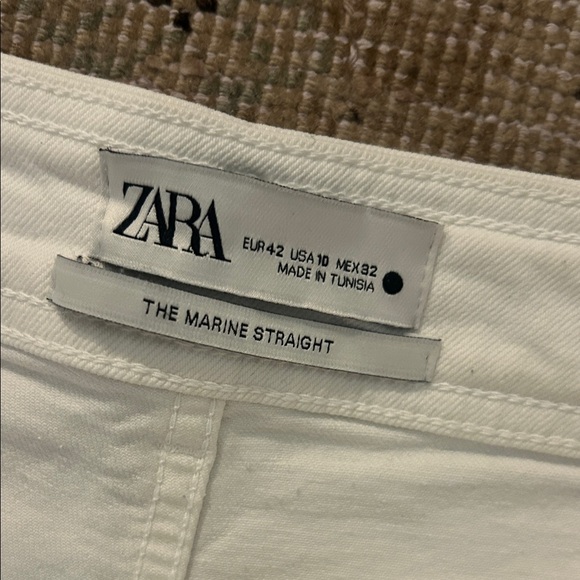 ZARA
EUR42 USA10 MEX32
MADE IN TUNISIA
THE MARINE STRAIGHT